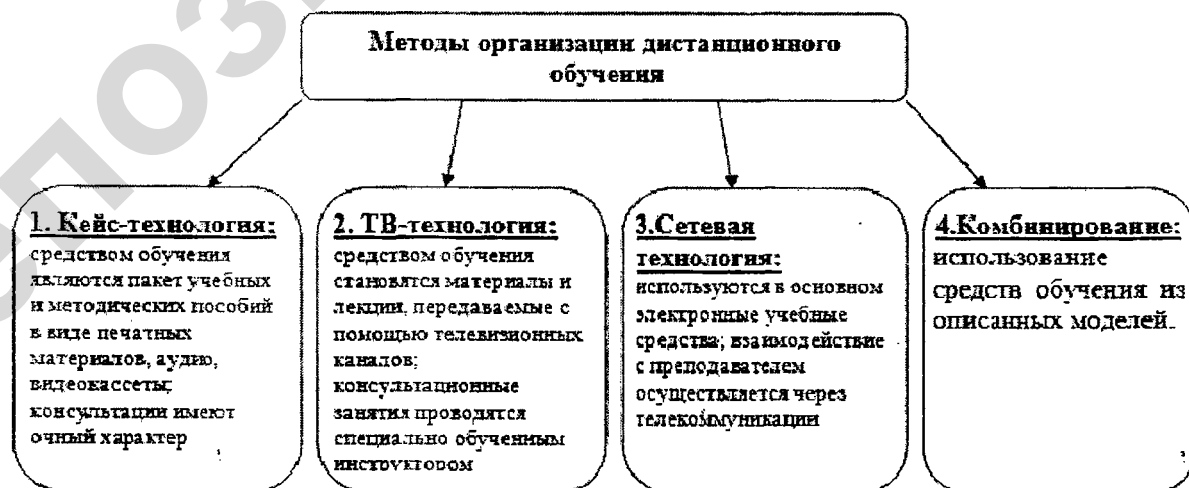 Методы организации дистанционного
обучения
1. Кейс-технология:
средством обучения
являются пакет учебных
и методических пособий
в виде печатных
материалов, аудио,
видеокассеты;
консультации имеют
очный характер
2. ТВ-технология:
средством обучения
становятся материалы и
лекции, передаваемые с
помощью телевизионных
каналов;
консультационные
занятия проводятся
специально обученным
инструктором
3.Сетевая
технология:
используются в основном
электронные учебные
средства; взаимодействие
с преподавателем
осуществляется через
телекоммуникации
4.Комбинирование:
использование
средств обучения из
описанных моделей.